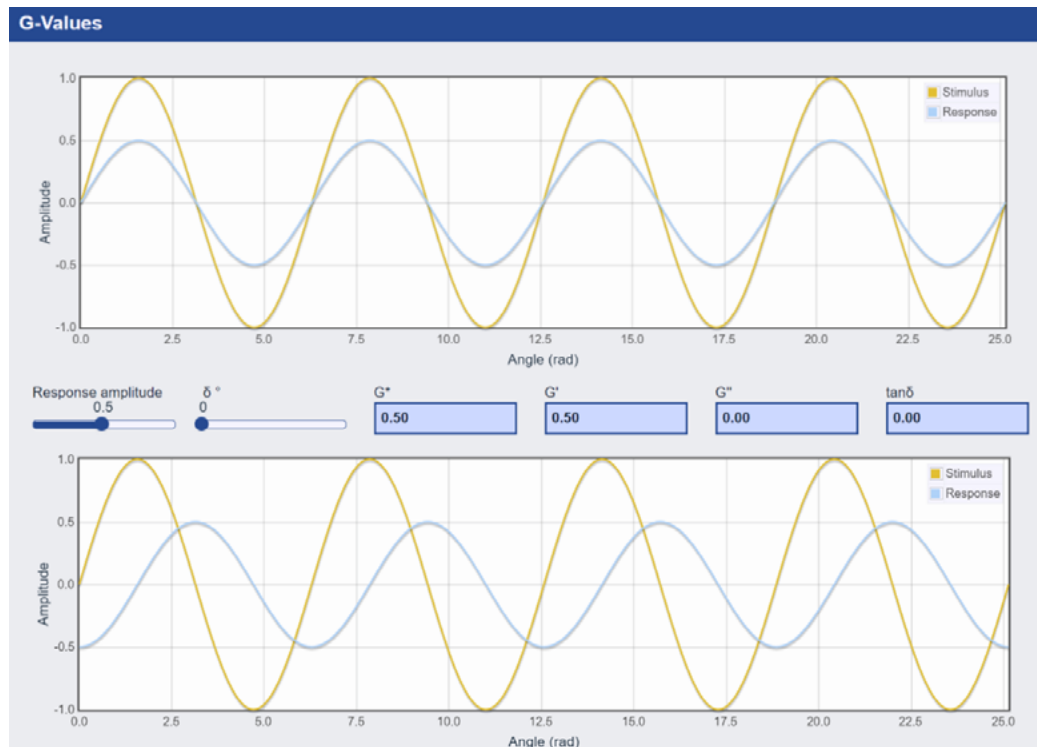 G-Values
1.0
Stimulus
Response
0.5
0.0
-0.5
-1.0
Amplitude
0.0 2.5 5.0 7.5 10.0 12.5 15.0 17.5 20.0 22.5 25.0
Angle (rad)
Response amplitude δ ° G* G' G'' tanδ
0.5 0
0.50 0.50 0.00 0.00
1.0
Stimulus
Response
0.5
0.0
-0.5
-1.0
Amplitude
0.0 2.5 5.0 7.5 10.0 12.5 15.0 17.5 20.0 22.5 25.0
Angle (rad)